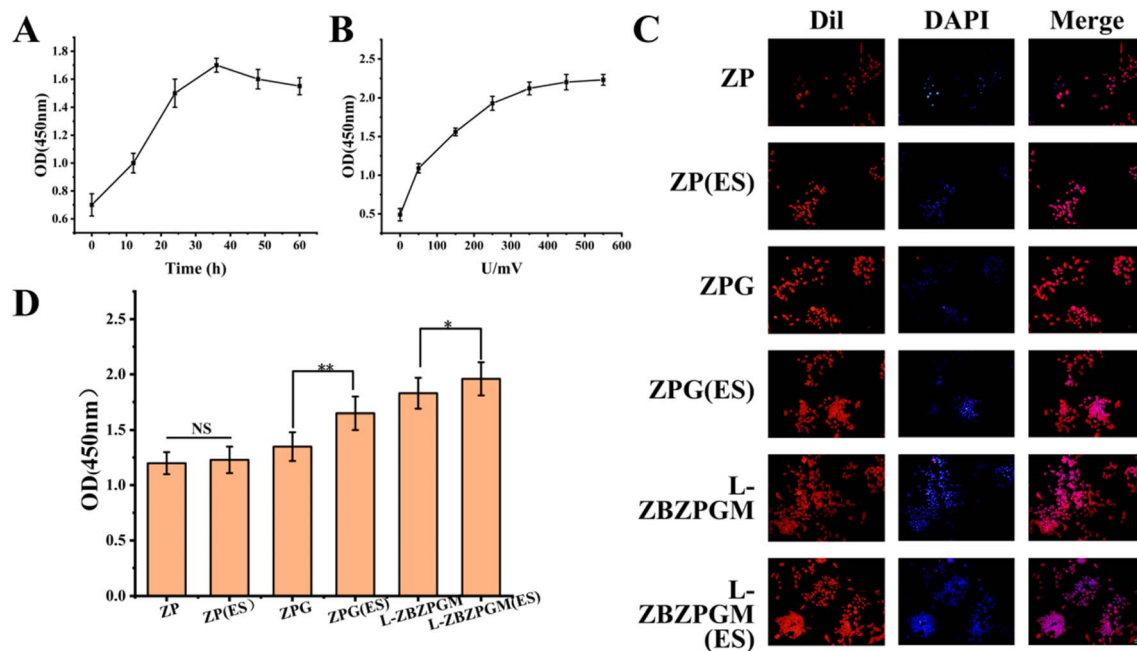 A
OD(450nm)
1.8
1.6
1.4
1.2
1.0
0.8
0.6
0 10 20 30 40 50 60
Time (h)
B
OD(450nm)
2.5
2.0
1.5
1.0
0.5
0 100 200 300 400 500 600
U/mV
C
Dil DAPI Merge
ZP
ZP(ES)
ZPG
ZPG(ES)
L-
ZBZPGM
L-
ZBZPGM
(ES)
D
OD(450nm)
2.5
2.0
1.5
1.0
0.5
0.0
NS
**
*
ZP ZP(ES) ZPG ZPG(ES) L-ZBZPGM L-ZBZPGM(ES)